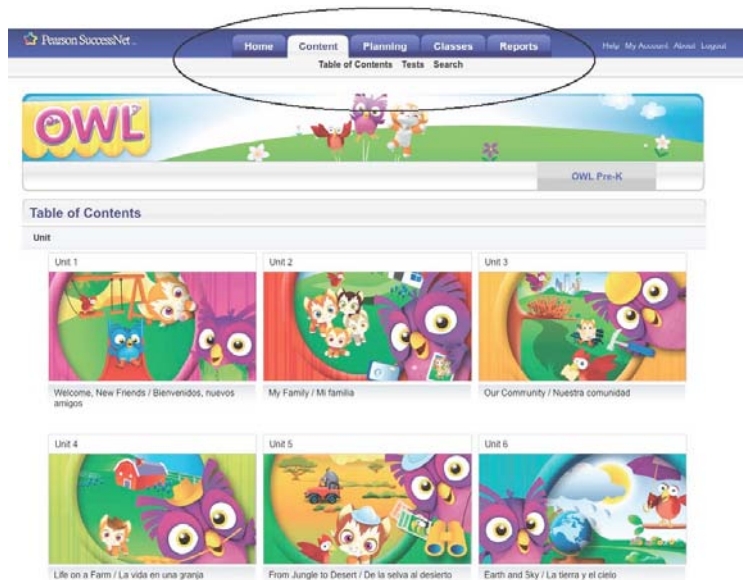 Pearson SuccessNet
Home Content Planning Classes Reports
Help My Account About Logout
Table of Contents Tests Search
OWL
OWL Pre-K
Table of Contents
Unit
Unit 1
Unit 2
Unit 3
Welcome, New Friends / Bienvenidos, nuevos
amigos
My Family / Mi familia
Our Community / Nuestra comunidad
Unit 4
Unit 5
Unit 6
Life on a Farm / La vida en una granja
From Jungle to Desert / De la selva al desierto
Earth and Sky / La tierra y el cielo